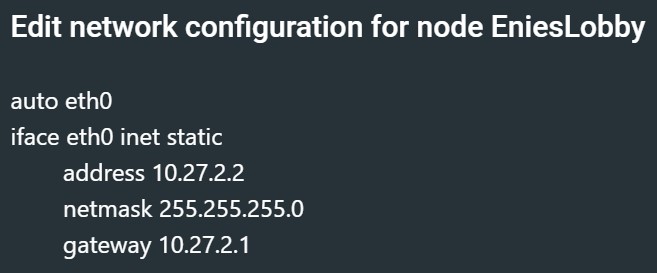 Edit network configuration for node EniesLobby
auto eth0
iface eth0 inet static
address 10.27.2.2
netmask 255.255.255.0
gateway 10.27.2.1